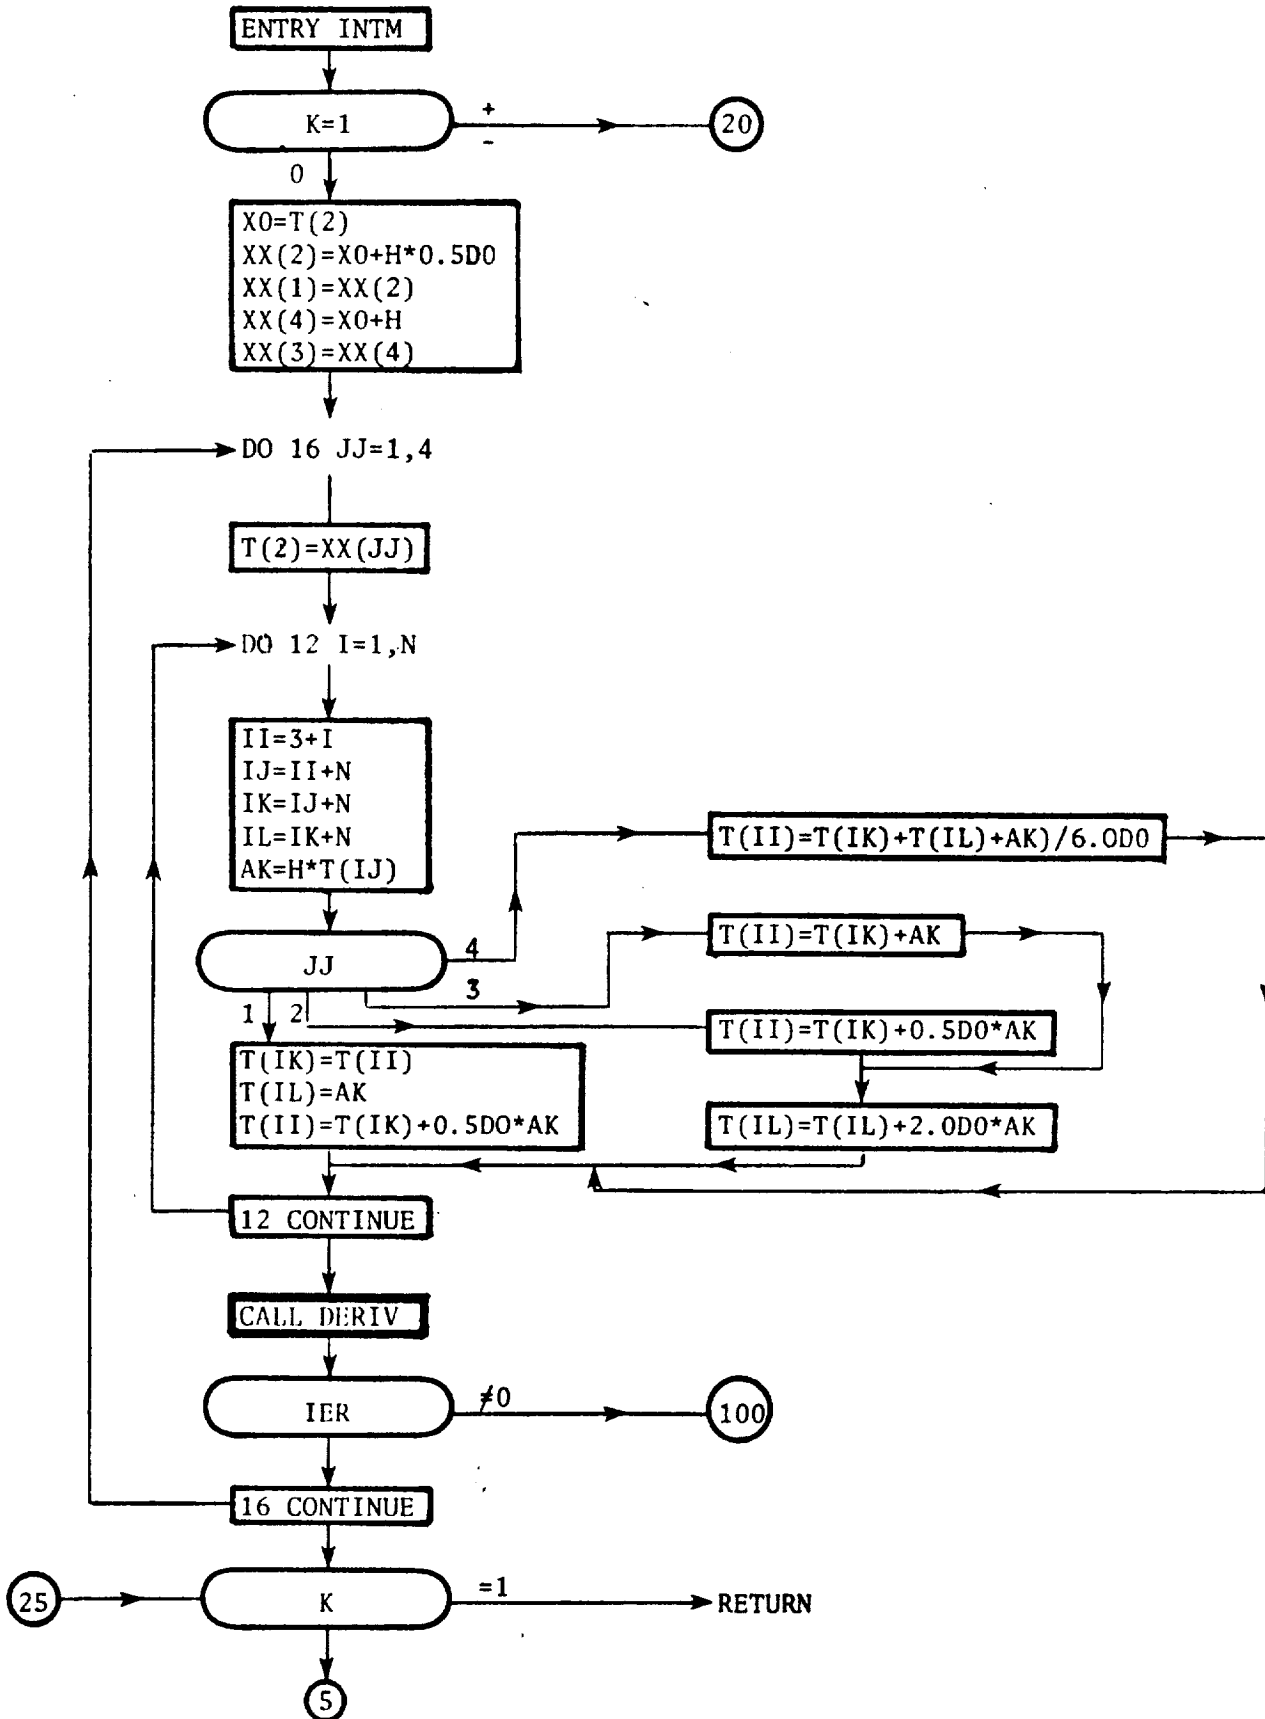 ENTRY INTM
K=1
+
-
20
0
X0=T(2)
XX(2)=X0+H*0.5D0
XX(1)=XX(2)
XX(4)=X0+H
XX(3)=XX(4)
DO 16 JJ=1,4
T(2)=XX(JJ)
DO 12 I=1,N
II=3+I
IJ=II+N
IK=IJ+N
IL=IK+N
AK=H*T(IJ)
T(II)=T(IK)+T(IL)+AK)/6.0D0
JJ
4
T(II)=T(IK)+AK
3
1 2
T(II)=T(IK)+0.5D0*AK
T(IK)=T(II)
T(IL)=AK
T(II)=T(IK)+0.5D0*AK
T(IL)=T(IL)+2.0D0*AK
12 CONTINUE
CALL DERIV
IER
≠0
100
16 CONTINUE
25
K
=1
RETURN
5